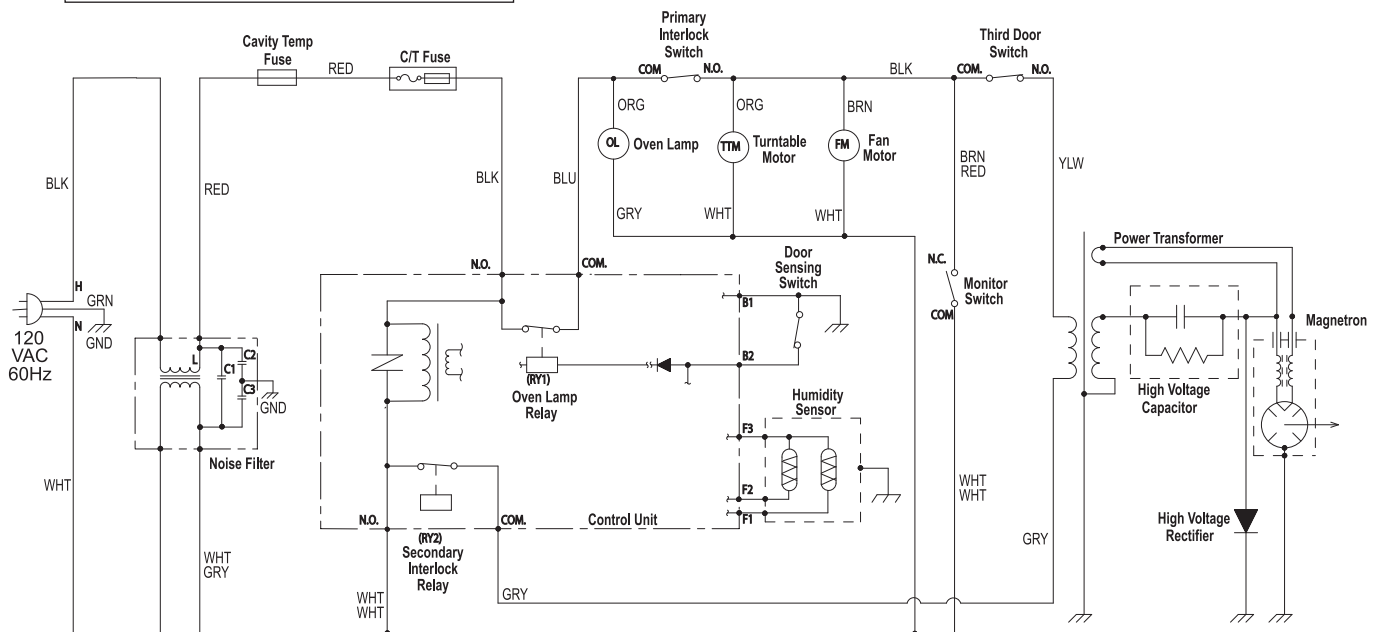 Primary
Interlock
Switch
Third Door
Switch
Cavity Temp
Fuse
RED
C/T Fuse
COM.
N.O.
BLK
COM.
N.O.
ORG
ORG
BRN
OL
Oven Lamp
TTM
Turntable
Motor
FM
Fan
Motor
BLK
RED
BLK
BLU
BRN
RED
YLW
GRY
WHT
WHT
Power Transformer
N.O.
COM.
Door
Sensing
Switch
N.C.
Monitor
Switch
COM
H
GRN
N
GND
120
VAC
60Hz
B1
B2
Magnetron
L
C1
C2
C3
GND
Noise Filter
(RY1)
Oven Lamp
Relay
Humidity
Sensor
High Voltage
Capacitor
F3
F2
F1
WHT
WHT
WHT
N.O.
COM.
Control Unit
(RY2)
Secondary
Interlock
Relay
High Voltage
Rectifier
GRY
WHT
GRY
WHT
WHT
GRY